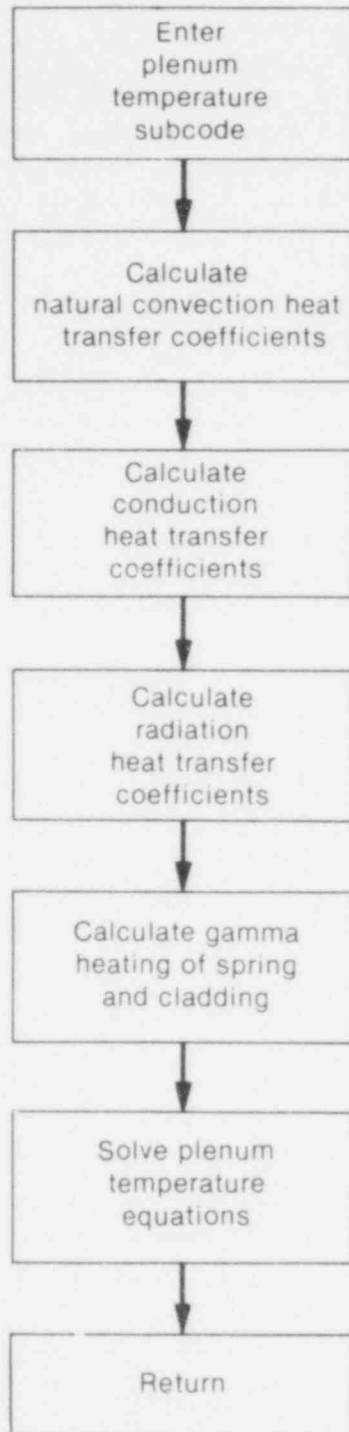 Enter
plenum
temperature
subcode
Calculate
natural convection heat
transfer coefficients
Calculate
conduction
heat transfer
coefficients
Calculate
radiation
heat transfer
coefficients
Calculate gamma
heating of spring
and cladding
Solve plenum
temperature
equations
Return